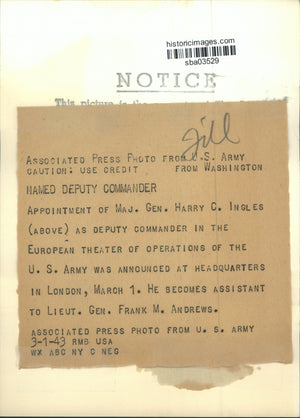 historicimages.com
sba03529
NOTICE
This picture is the
Jill
ASSOCIATED PRESS PHOTO FROM U.S. ARMY
CAUTION: USE CREDIT FROM WASHINGTON
NAMED DEPUTY COMMANDER
APPOINTMENT OF MAJ. GEN. HARRY C. INGLES
(ABOVE) AS DEPUTY COMMANDER IN THE
EUROPEAN THEATER OF OPERATIONS OF THE
U. S. ARMY WAS ANNOUNCED AT HEADQUARTERS
IN LONDON, MARCH 1. HE BECOMES ASSISTANT
TO LIEUT. GEN. FRANK M. ANDREWS.
ASSOCIATED PRESS PHOTO FROM U. S. ARMY
3-1-43 RMB USA
WX ABC NY C NEG